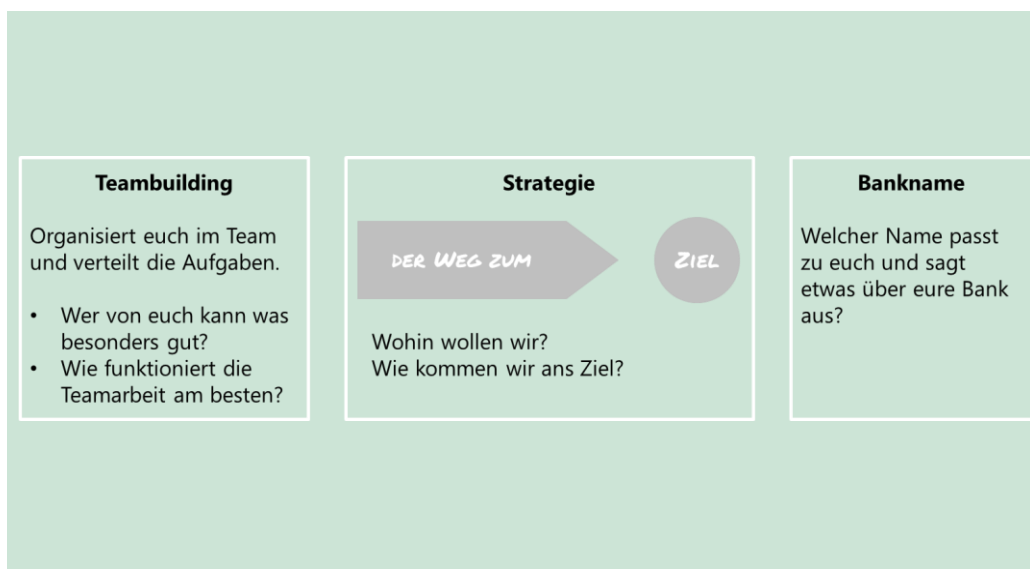 Teambuilding
Organisiert euch im Team
und verteilt die Aufgaben.
• Wer von euch kann was
besonders gut?
• Wie funktioniert die
Teamarbeit am besten?
Strategie
DER WEG ZUM
ZIEL
Wohin wollen wir?
Wie kommen wir ans Ziel?
Bankname
Welcher Name passt
zu euch und sagt
etwas über eure Bank
aus?